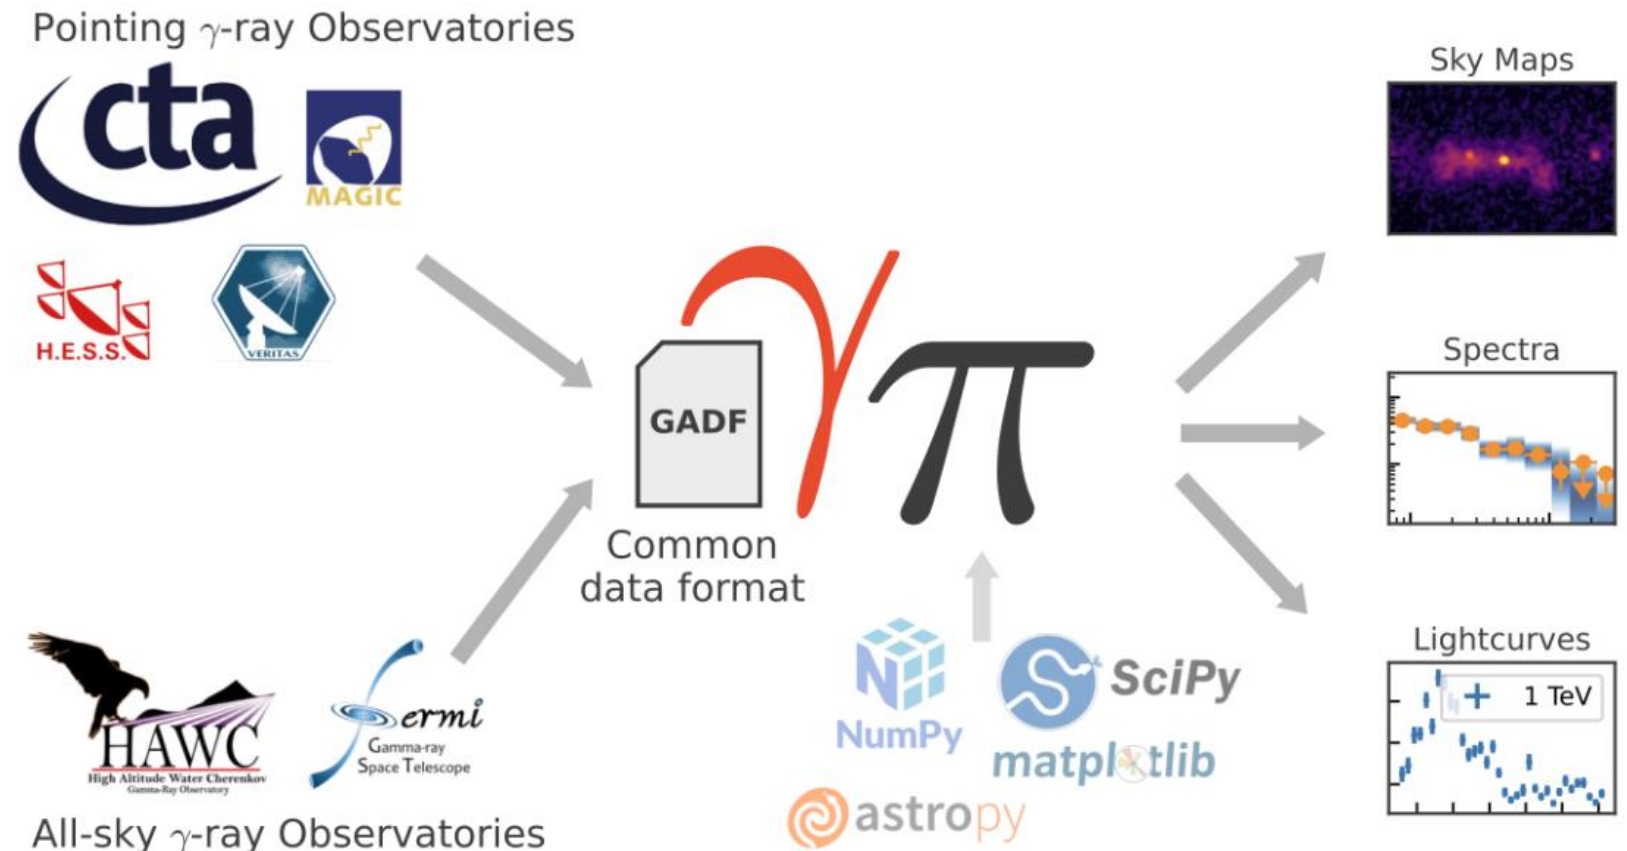 Pointing γ-ray Observatories
cta
MAGIC
H.E.S.S.
VERITAS
HAWC
High Altitude Water Cherenkov
Gamma-Ray Observatory
Fermi
Gamma-ray
Space Telescope
All-sky γ-ray Observatories
GADF
Common
data format
γπ
NumPy
SciPy
matplotlib
astropy
Sky Maps
Spectra
Lightcurves
1 TeV